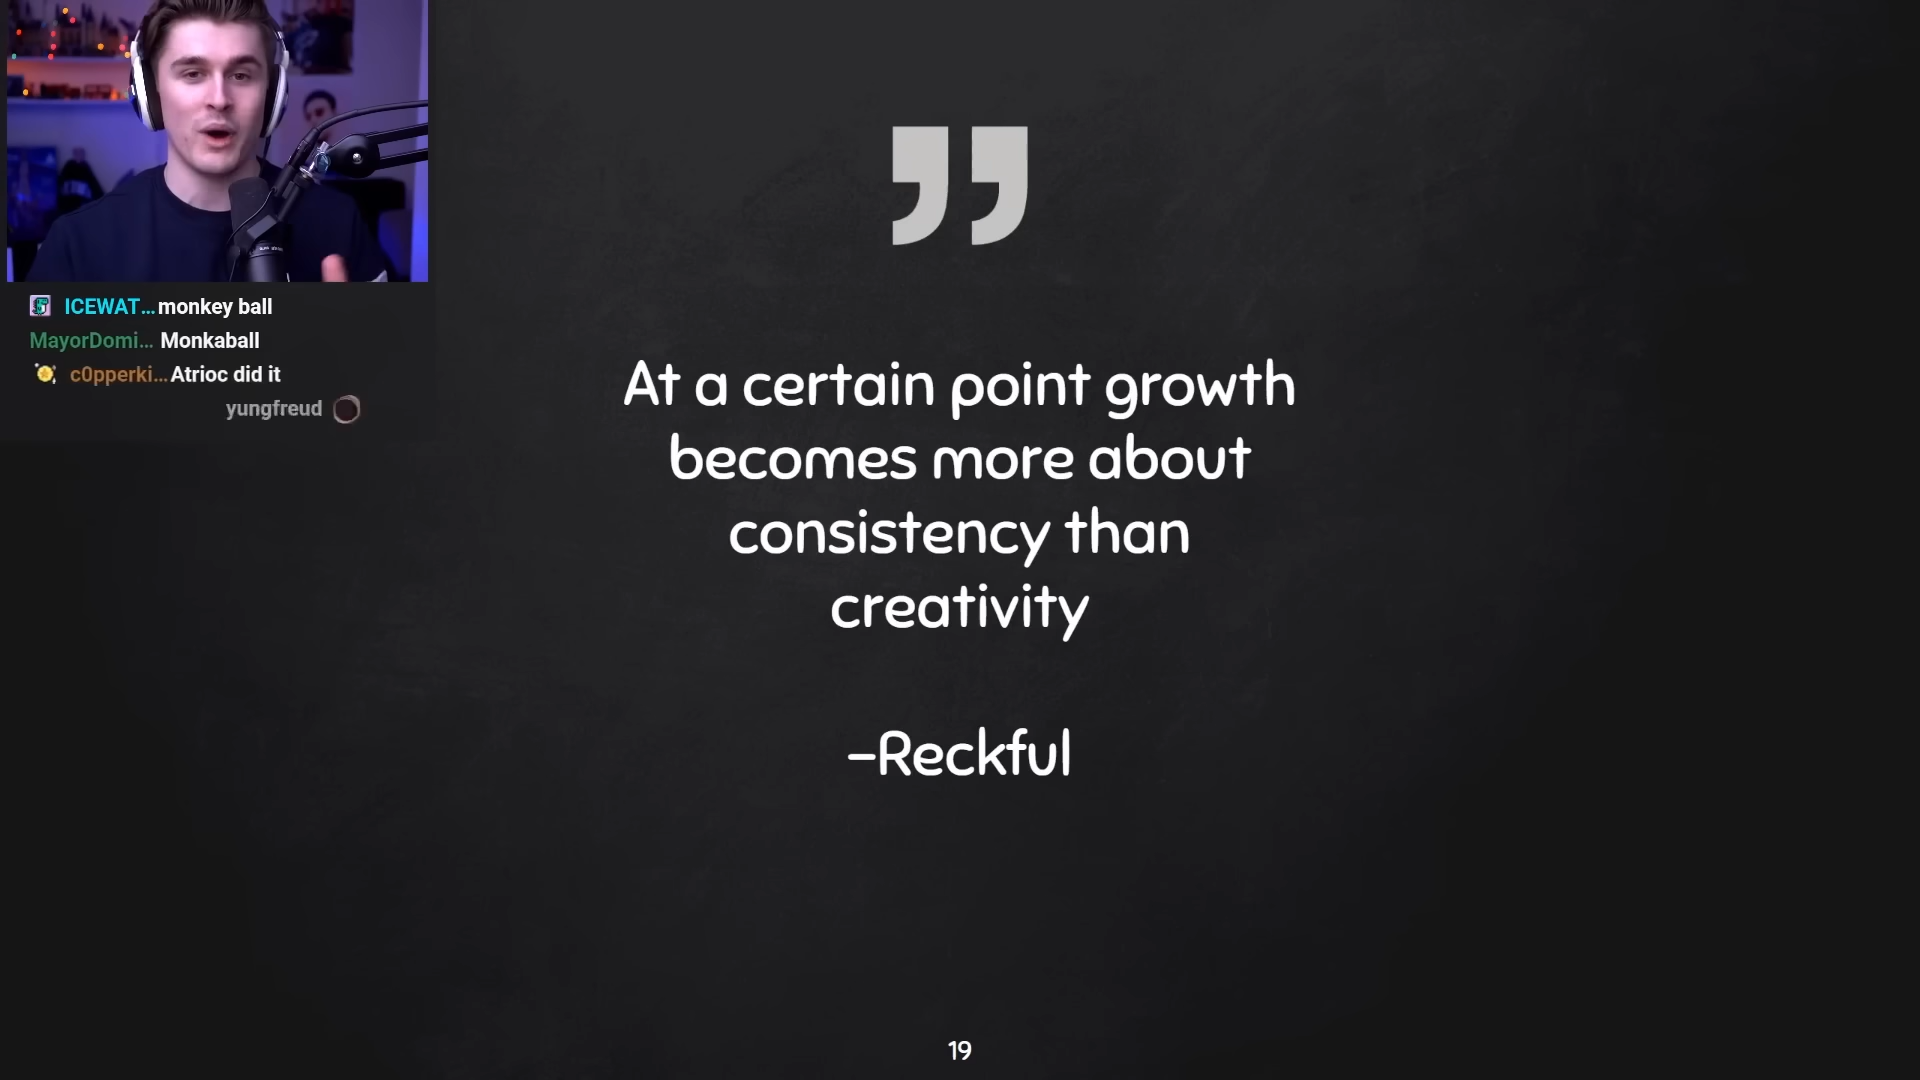 ICEWAT... monkey ball
MayorDomi... Monkaball
c0pperki... Atrioc did it
yungfreud
”
At a certain point growth
becomes more about
consistency than
creativity
–Reckful
19